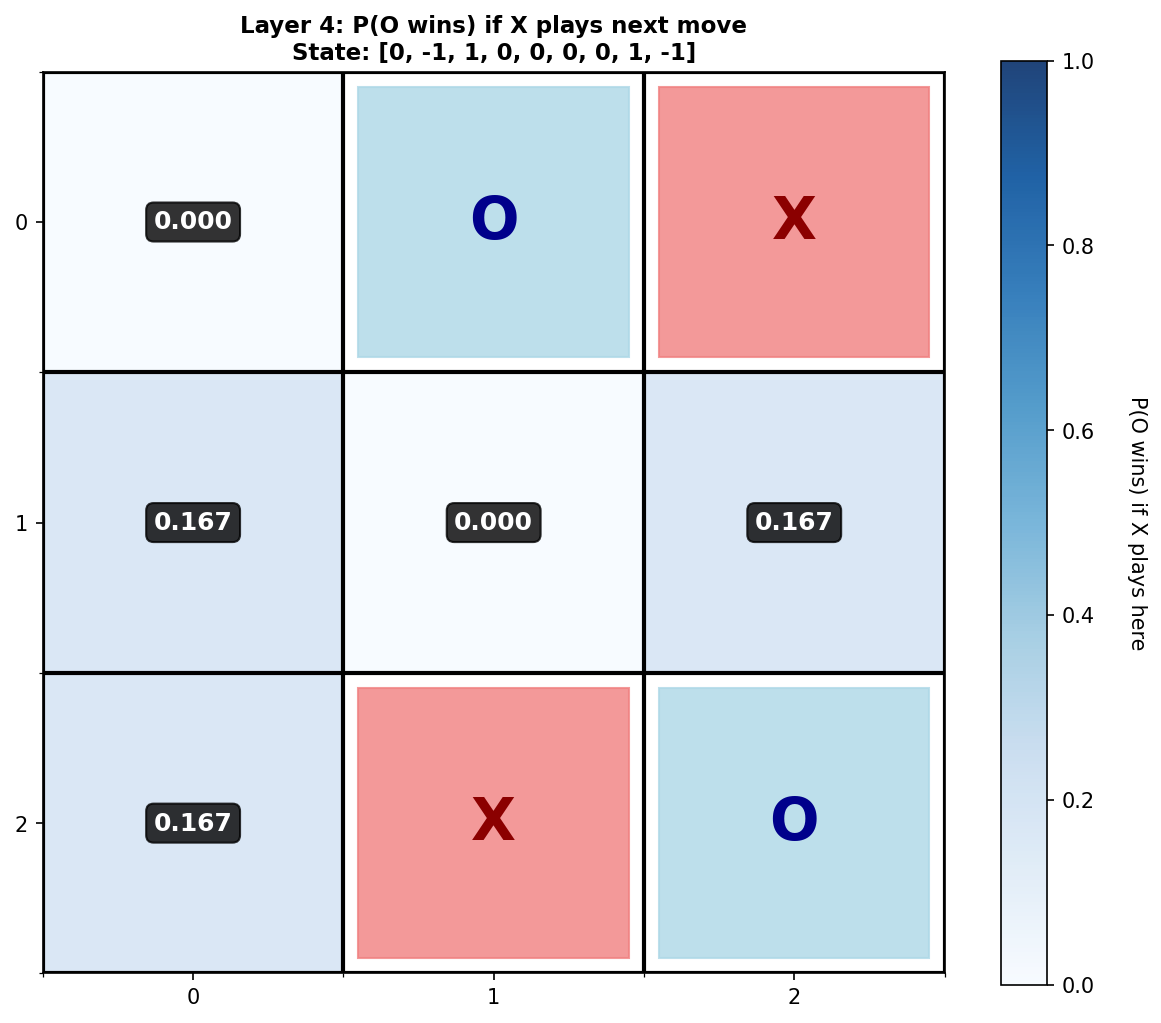 Layer 4: P(O wins) if X plays next move
State: [0, -1, 1, 0, 0, 0, 0, 1, -1]
0
0.000
O
X
1
0.167
0.000
0.167
2
0.167
X
O
0
1
2
1.0
0.8
0.6
0.4
0.2
0.0
P(O wins) if X plays here